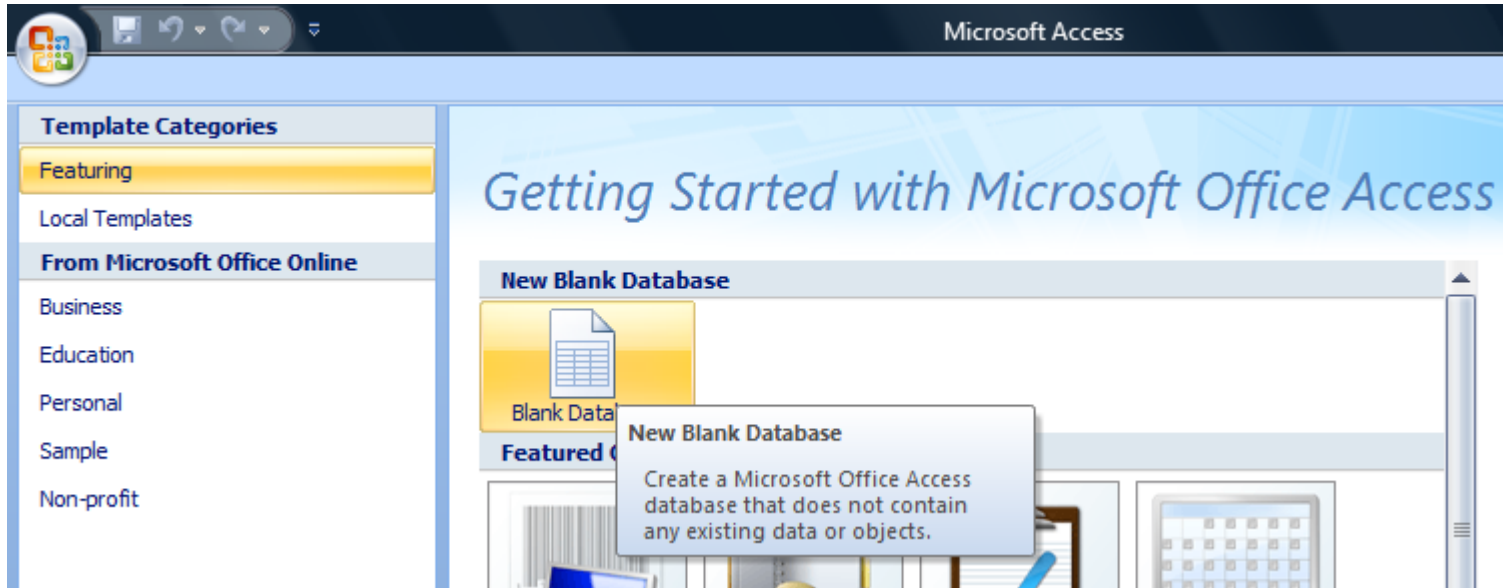 Microsoft Access
Template Categories
Featuring
Local Templates
From Microsoft Office Online
Business
Education
Personal
Sample
Non-profit
Getting Started with Microsoft Office Access
New Blank Database
Blank
Featured
New Blank Database
Create a Microsoft Office Access
database that does not contain
any existing data or objects.